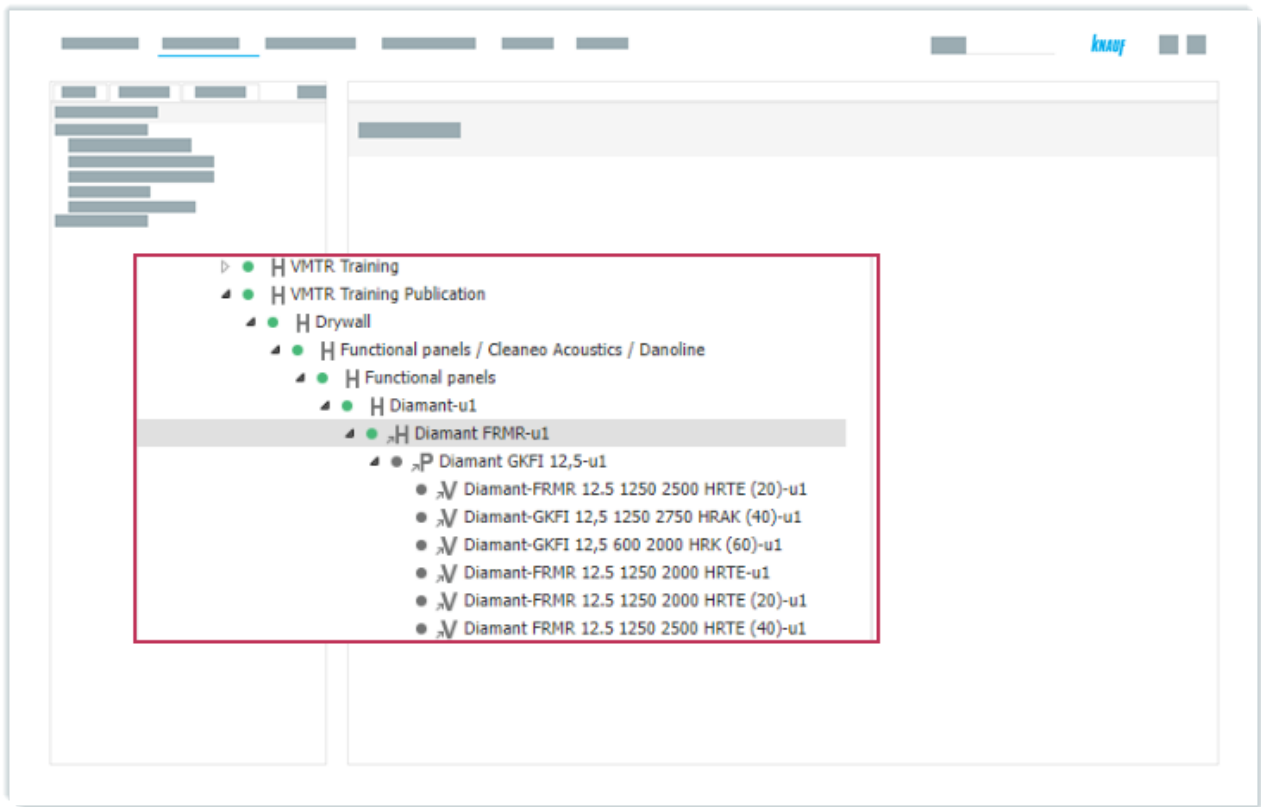 KNAUF
H VMTR Training
H VMTR Training Publication
H Drywall
H Functional panels / Cleaneo Acoustics / Danoline
H Functional panels
H Diamant-u1
H Diamant FRMR-u1
P Diamant GKFI 12,5-u1
V Diamant-FRMR 12.5 1250 2500 HRTE (20)-u1
V Diamant-GKFI 12,5 1250 2750 HRAK (40)-u1
V Diamant-GKFI 12,5 600 2000 HRK (60)-u1
V Diamant-FRMR 12.5 1250 2000 HRTE-u1
V Diamant-FRMR 12.5 1250 2000 HRTE (20)-u1
V Diamant FRMR 12.5 1250 2500 HRTE (40)-u1